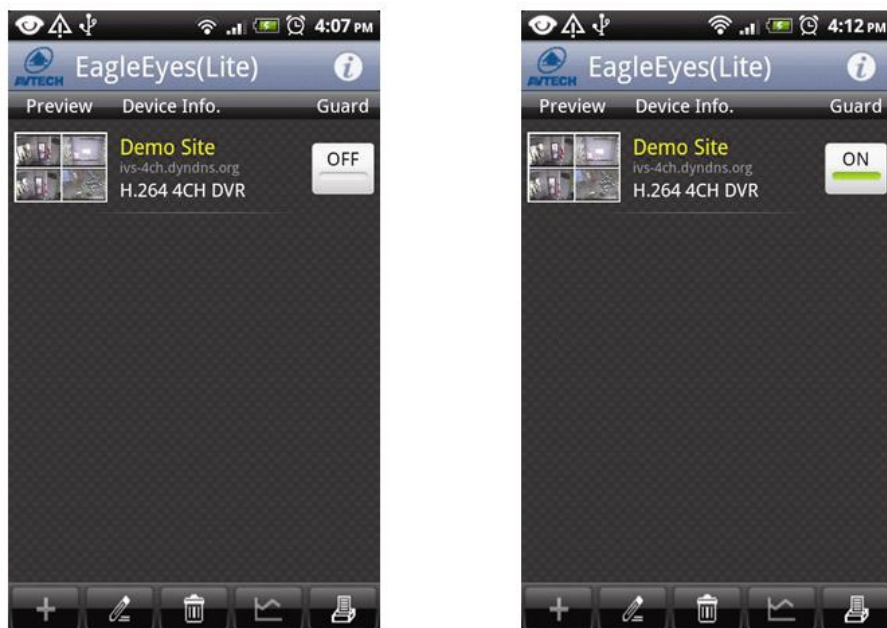 4:07 PM
AVTECH EagleEyes(Lite) i
Preview Device Info. Guard
Demo Site
ivs-4ch.dyndns.org
H.264 4CH DVR
OFF
4:12 PM
AVTECH EagleEyes(Lite) i
Preview Device Info. Guard
Demo Site
ivs-4ch.dyndns.org
H.264 4CH DVR
ON